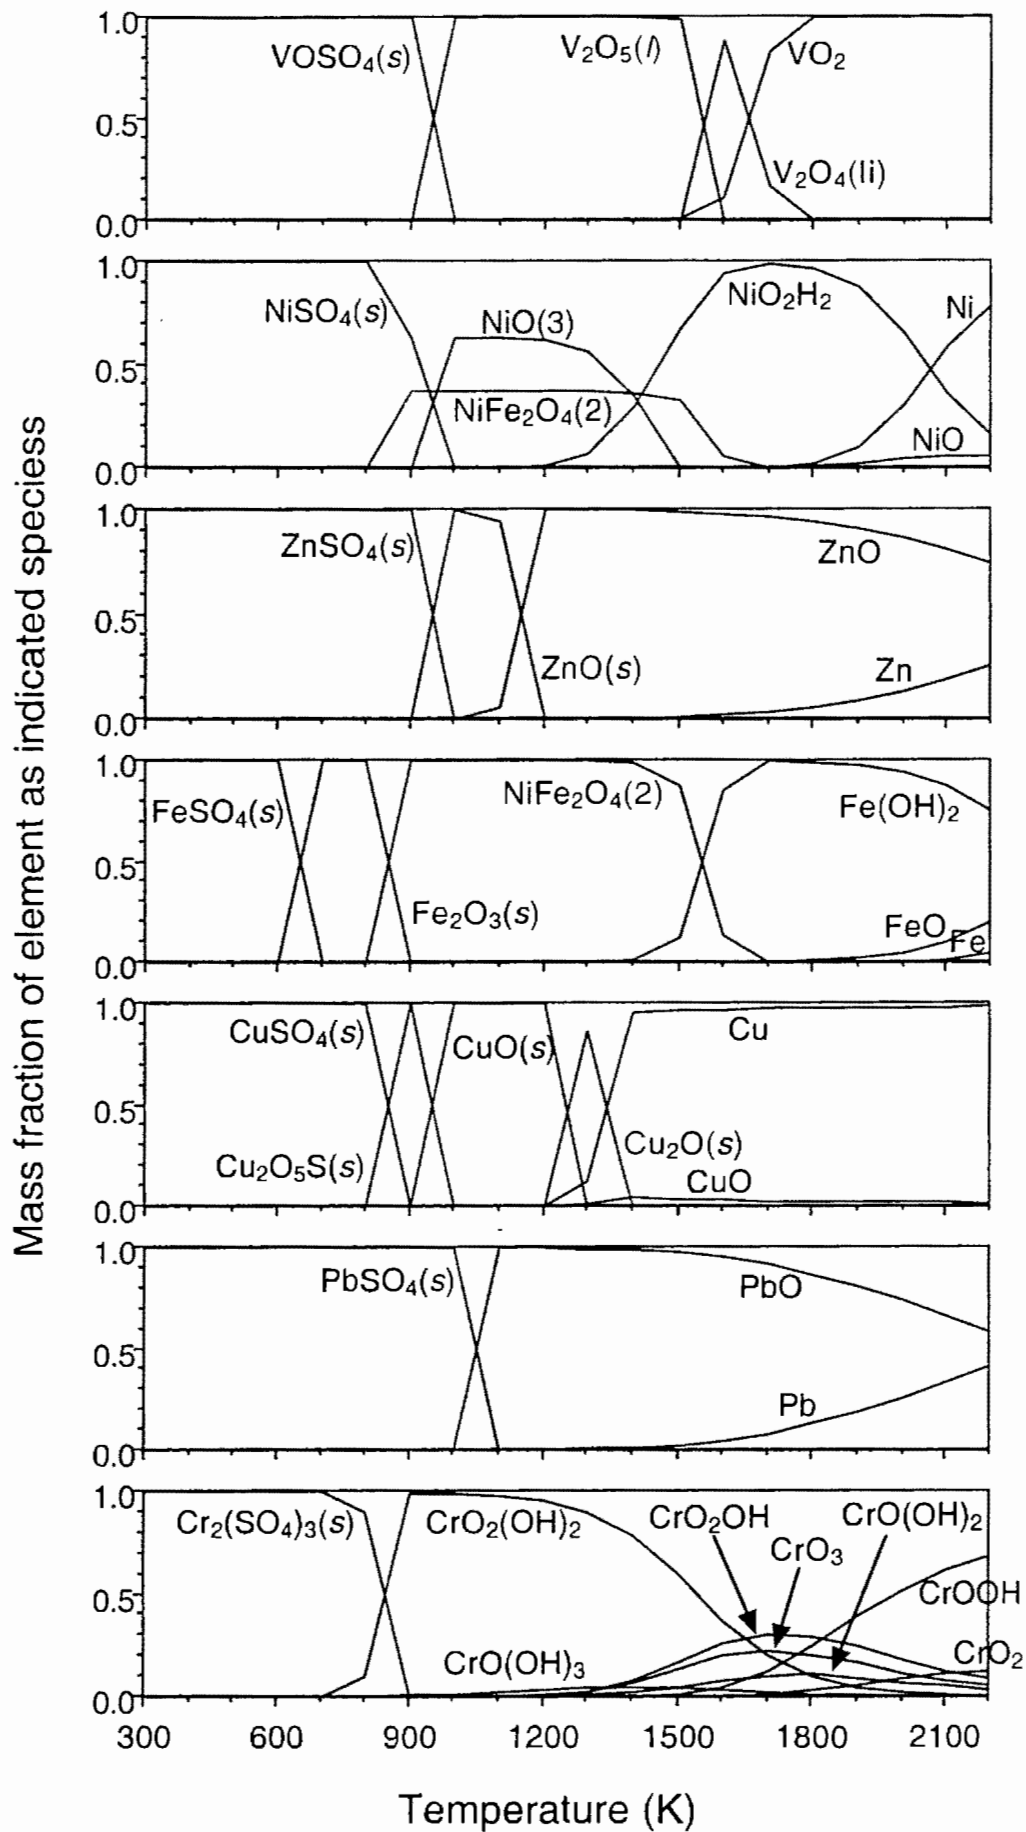 Mass fraction of element as indicated speciess
1.0
0.5
0.0
VOSO4(s)
V2O5(l)
VO2
V2O4(li)
1.0
0.5
0.0
NiSO4(s)
NiO(3)
NiFe2O4(2)
NiO2H2
Ni
NiO
1.0
0.5
0.0
ZnSO4(s)
ZnO(s)
ZnO
Zn
1.0
0.5
0.0
FeSO4(s)
Fe2O3(s)
NiFe2O4(2)
Fe(OH)2
FeO
Fe
1.0
0.5
0.0
CuSO4(s)
Cu2O5S(s)
CuO(s)
Cu2O(s)
Cu
CuO
1.0
0.5
0.0
PbSO4(s)
PbO
Pb
1.0
0.5
0.0
Cr2(SO4)3(s)
CrO2(OH)2
CrO(OH)3
CrO2OH
CrO3
CrO(OH)2
CrOOH
CrO2
300 600 900 1200 1500 1800 2100
Temperature (K)